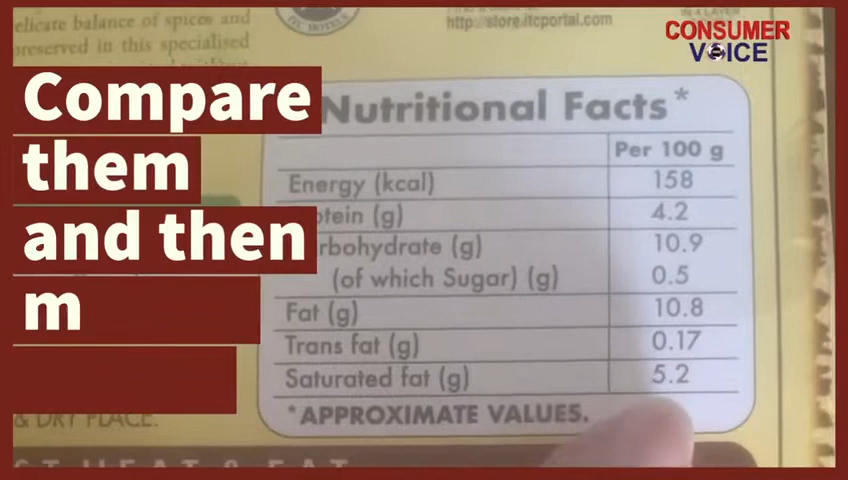 elicate balance of spices and
preserved in this specialised
ITC HOTELS
http://store.itcportal.com
CONSUMER
VOICE
Compare
them
and then
m
Nutritional Facts*
Per 100 g
Energy (kcal) 158
otein (g) 4.2
rbohydrate (g) 10.9
(of which Sugar) (g) 0.5
Fat (g) 10.8
Trans fat (g) 0.17
Saturated fat (g) 5.2
*APPROXIMATE VALUES.
& DRY PLACE.